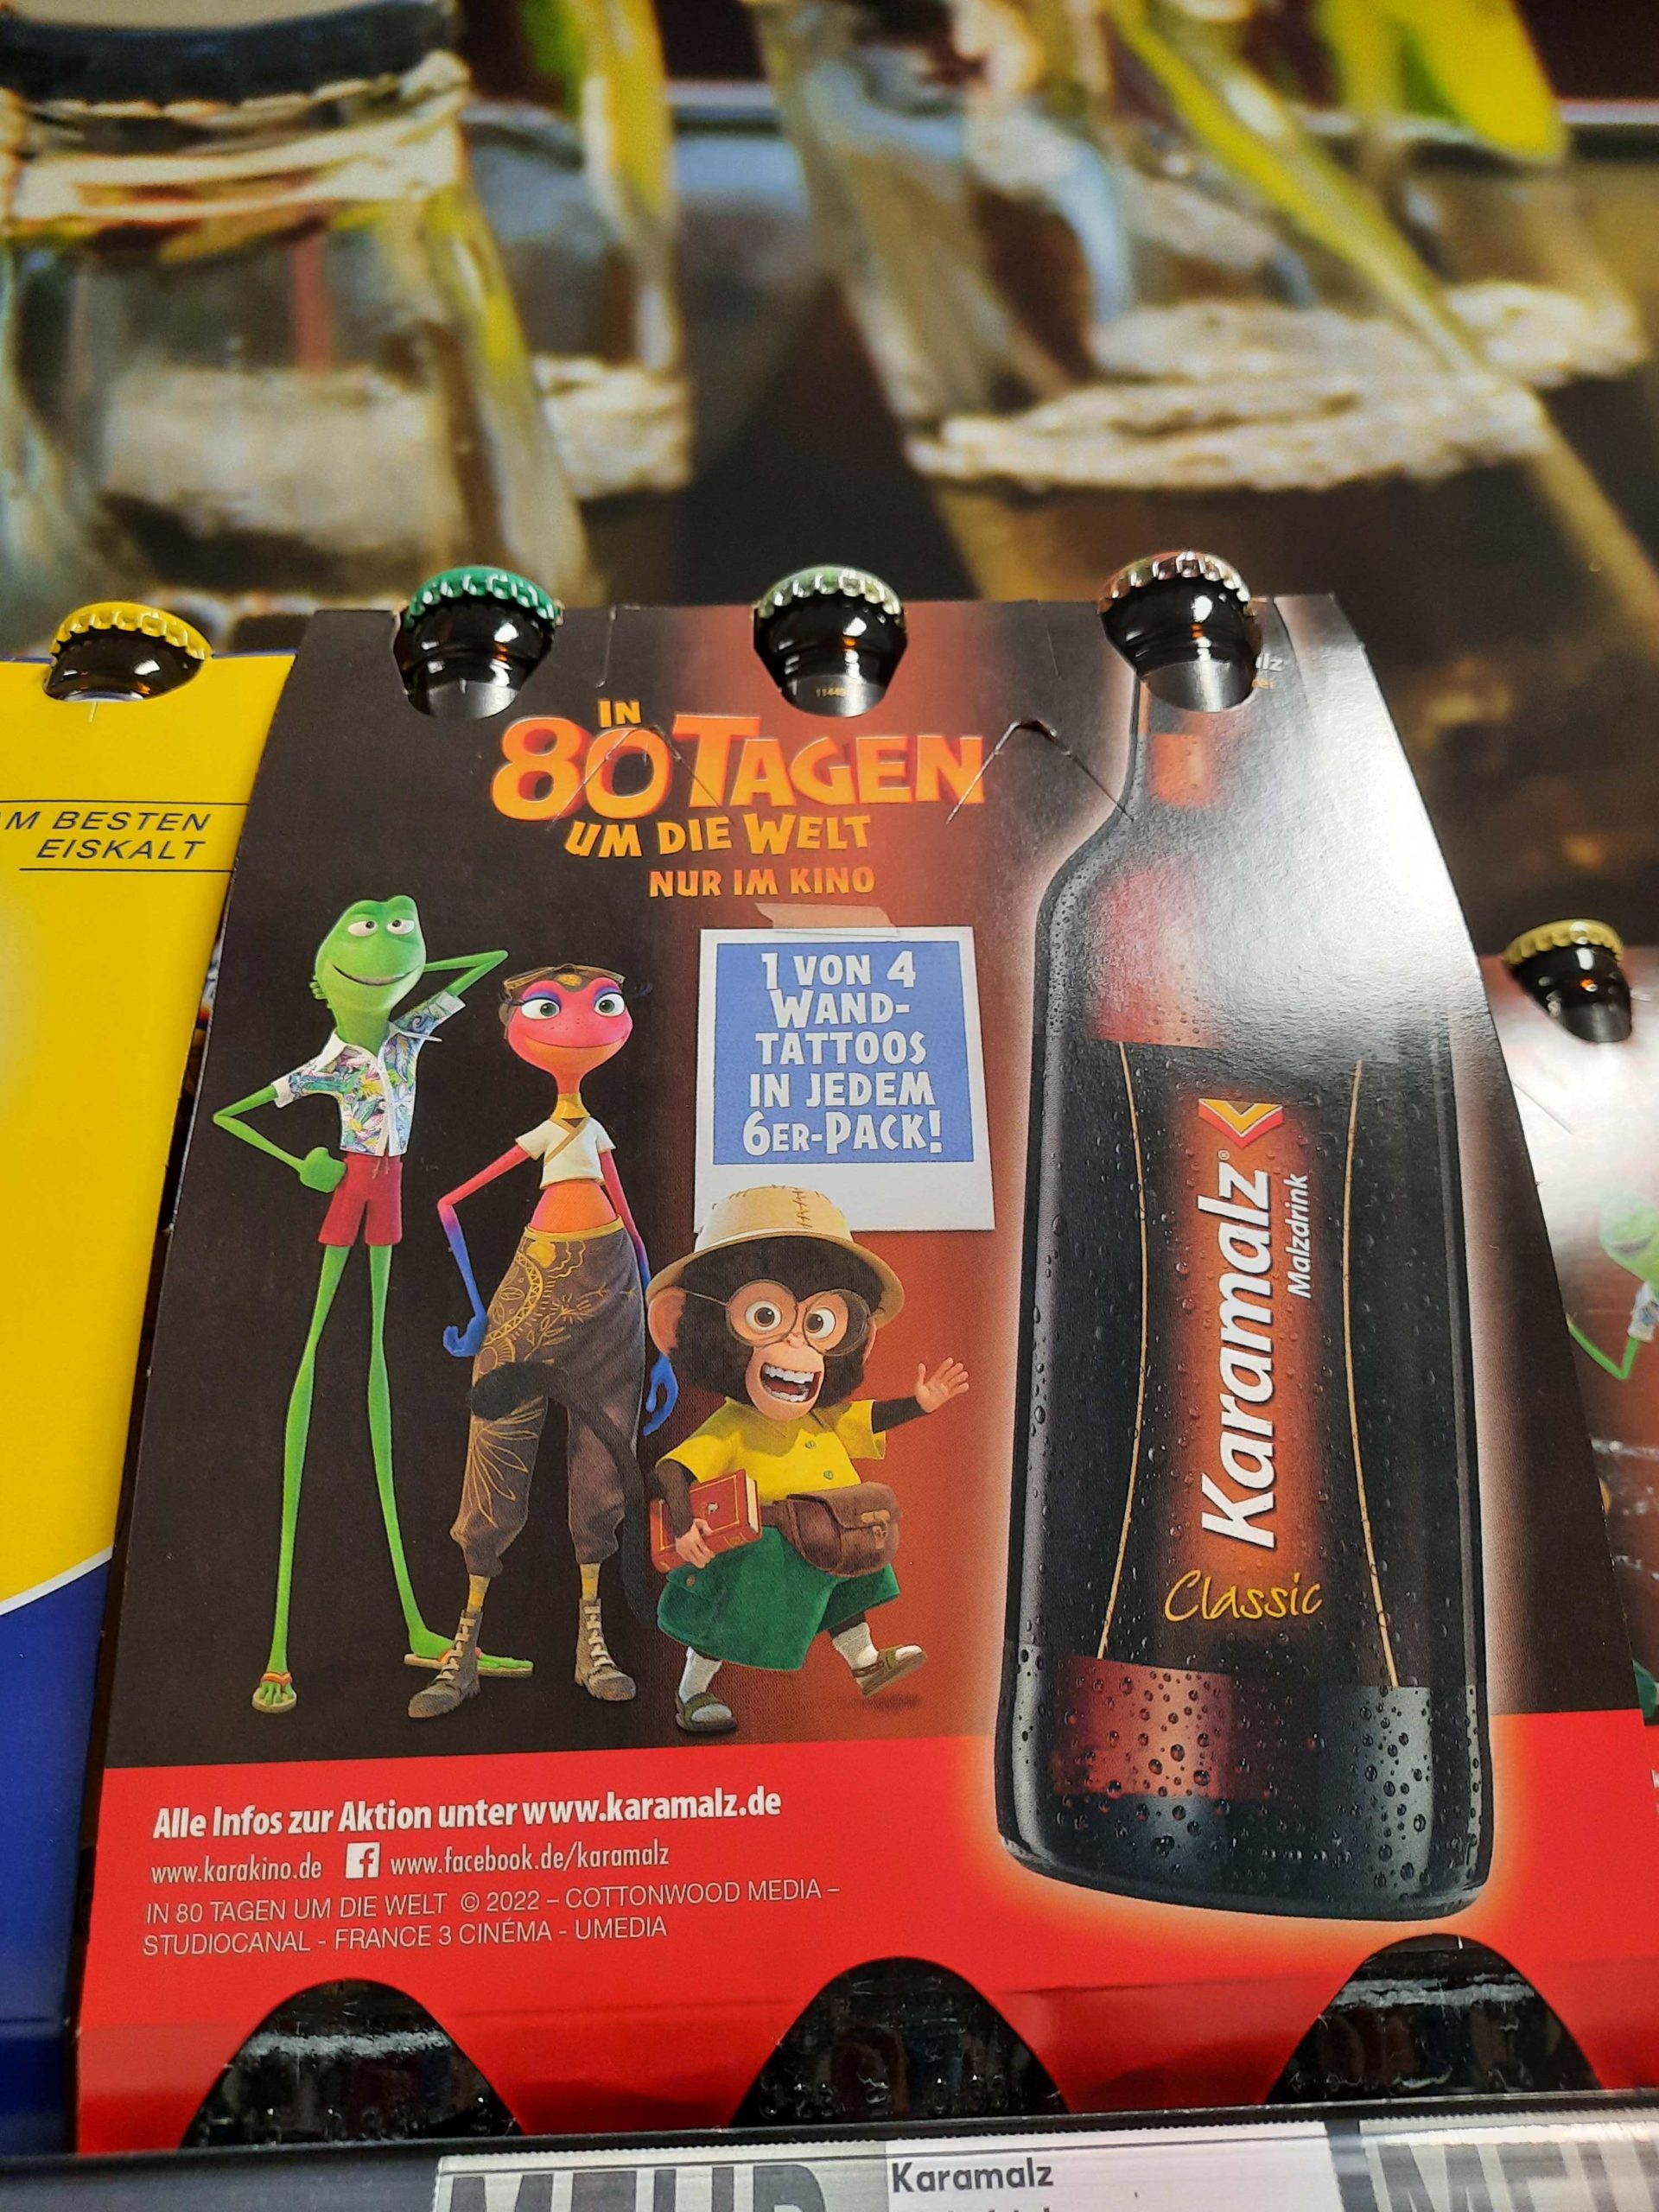 AM BESTEN
EISKALT
IN
80 TAGEN
UM DIE WELT
NUR IM KINO
1 VON 4
WAND-
TATTOOS
IN JEDEM
6ER-PACK!
Karamalz®
Malzdrink
Classic
Alle Infos zur Aktion unter www.karamalz.de
www.karakino.de f www.facebook.de/karamalz
IN 80 TAGEN UM DIE WELT © 2022 – COTTONWOOD MEDIA –
STUDIOCANAL - FRANCE 3 CINÉMA - UMEDIA
MEHR
Karamalz